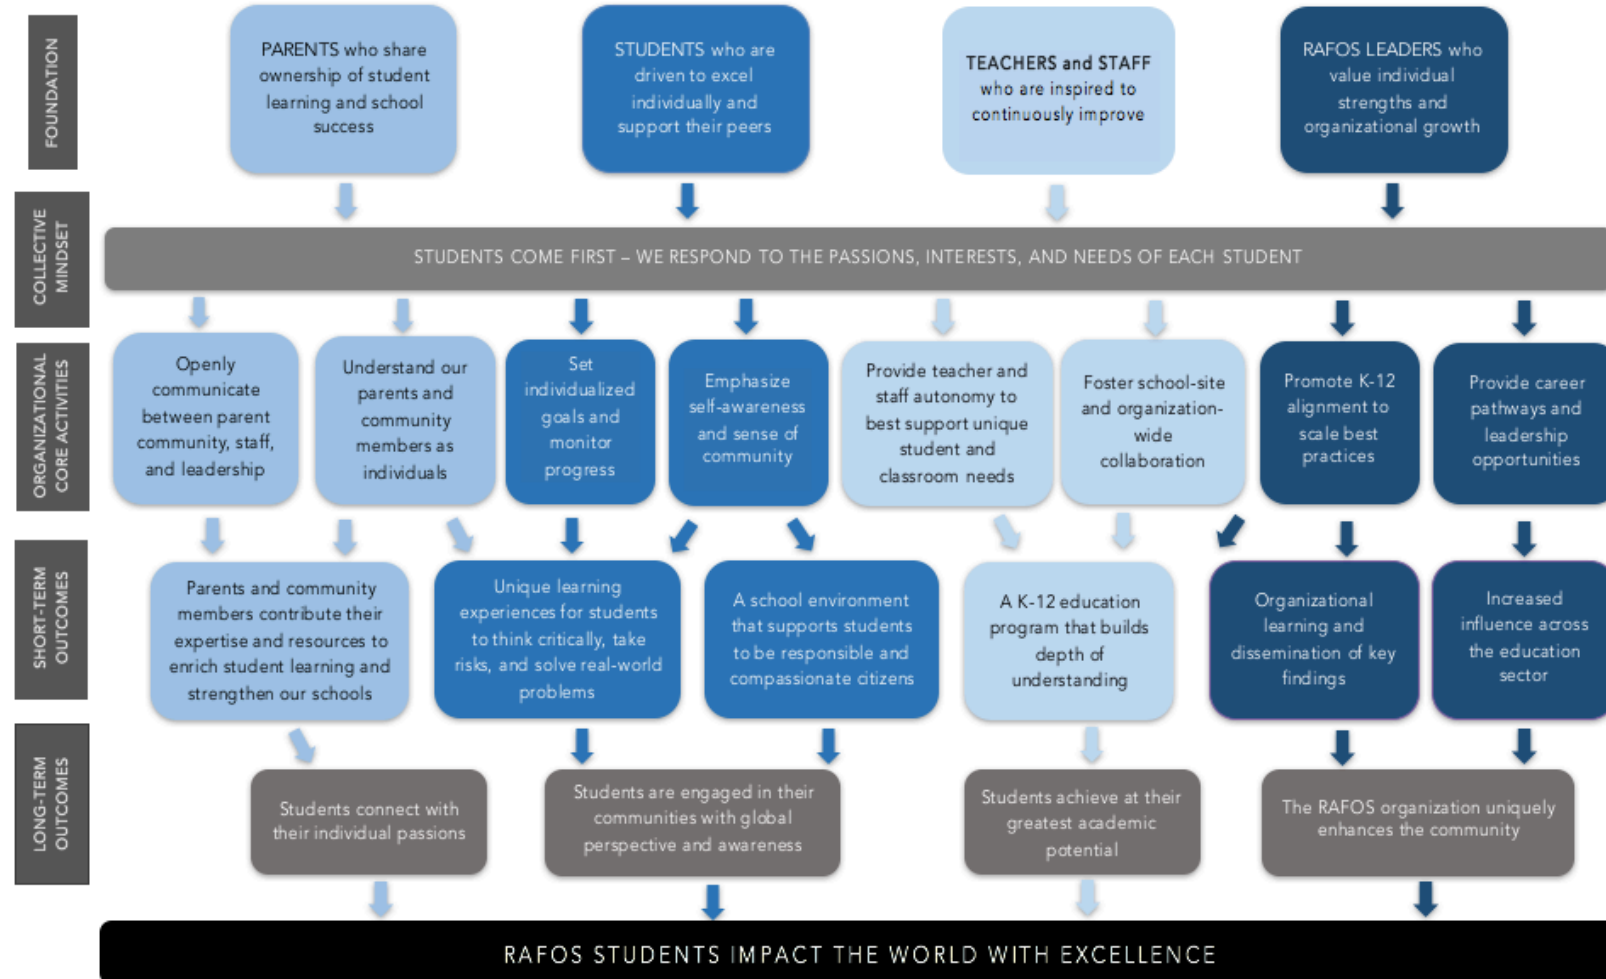 FOUNDATION
PARENTS who share
ownership of student
learning and school
success
STUDENTS who are
driven to excel
individually and
support their peers
TEACHERS and STAFF
who are inspired to
continuously improve
RAFOS LEADERS who
value individual
strengths and
organizational growth
COLLECTIVE
MINDSET
STUDENTS COME FIRST – WE RESPOND TO THE PASSIONS, INTERESTS, AND NEEDS OF EACH STUDENT
ORGANIZATIONAL
CORE ACTIVITIES
Openly
communicate
between parent
community, staff,
and leadership
Understand our
parents and
community
members as
individuals
Set
individualized
goals and
monitor
progress
Emphasize
self-awareness
and sense of
community
Provide teacher and
staff autonomy to
best support unique
student and
classroom needs
Foster school-site
and organization-
wide
collaboration
Promote K-12
alignment to
scale best
practices
Provide career
pathways and
leadership
opportunities
SHORT-TERM
OUTCOMES
Parents and community
members contribute their
expertise and resources to
enrich student learning and
strengthen our schools
Unique learning
experiences for students
to think critically, take
risks, and solve real-world
problems
A school environment
that supports students
to be responsible and
compassionate citizens
A K-12 education
program that builds
depth of
understanding
Organizational
learning and
dissemination of key
findings
Increased
influence across
the education
sector
LONG-TERM
OUTCOMES
Students connect with
their individual passions
Students are engaged in their
communities with global
perspective and awareness
Students achieve at their
greatest academic
potential
The RAFOS organization uniquely
enhances the community
RAFOS STUDENTS IMPACT THE WORLD WITH EXCELLENCE